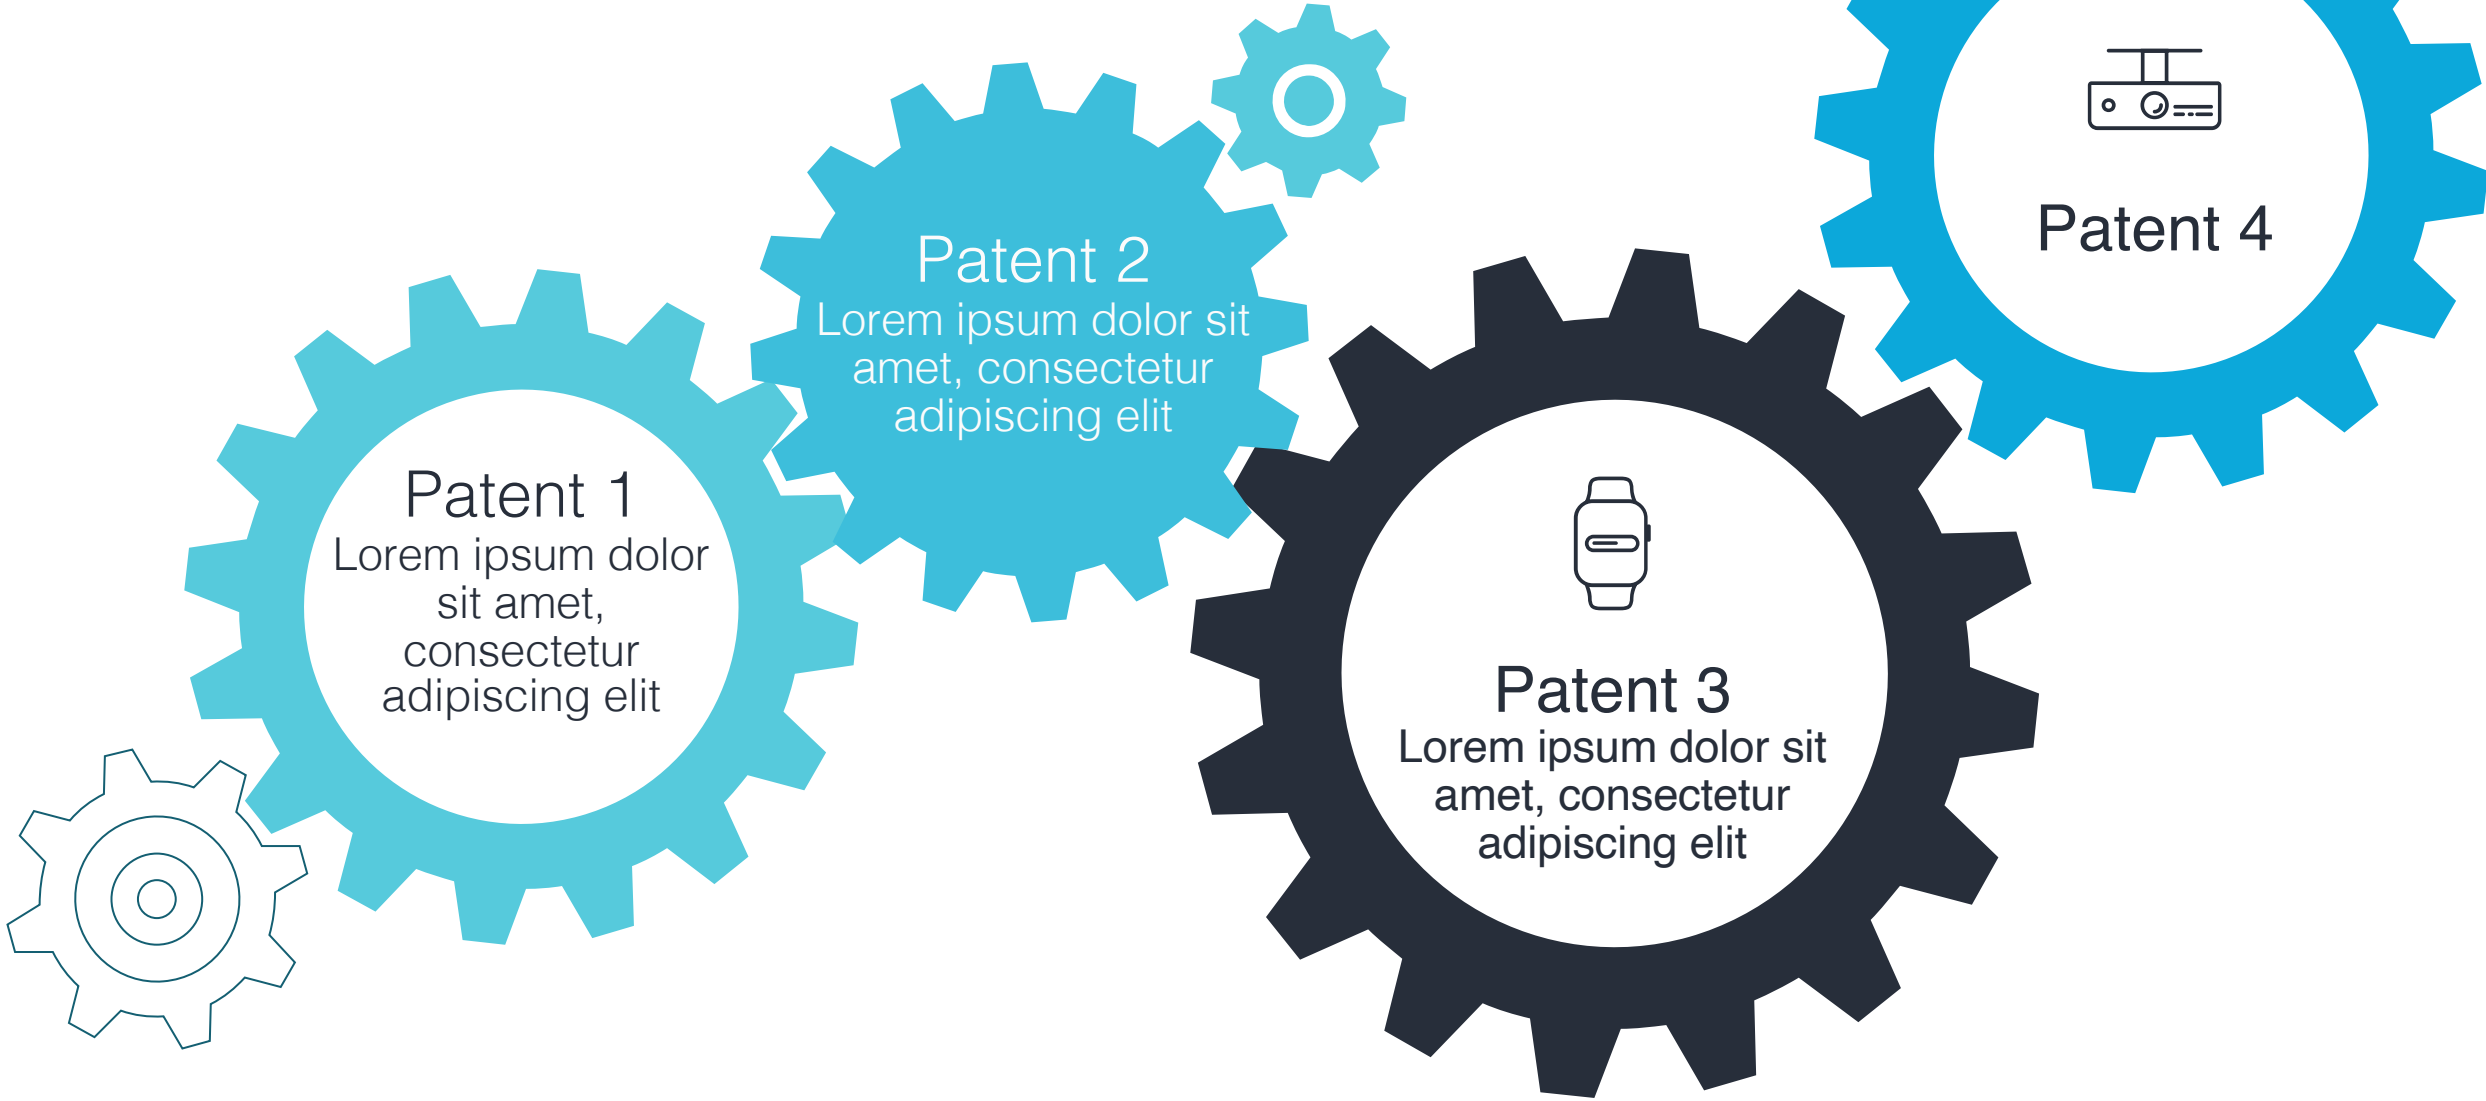 Patent 1
Lorem ipsum dolor
sit amet,
consectetur
adipiscing elit
Patent 2
Lorem ipsum dolor sit
amet, consectetur
adipiscing elit
Patent 3
Lorem ipsum dolor sit
amet, consectetur
adipiscing elit
Patent 4